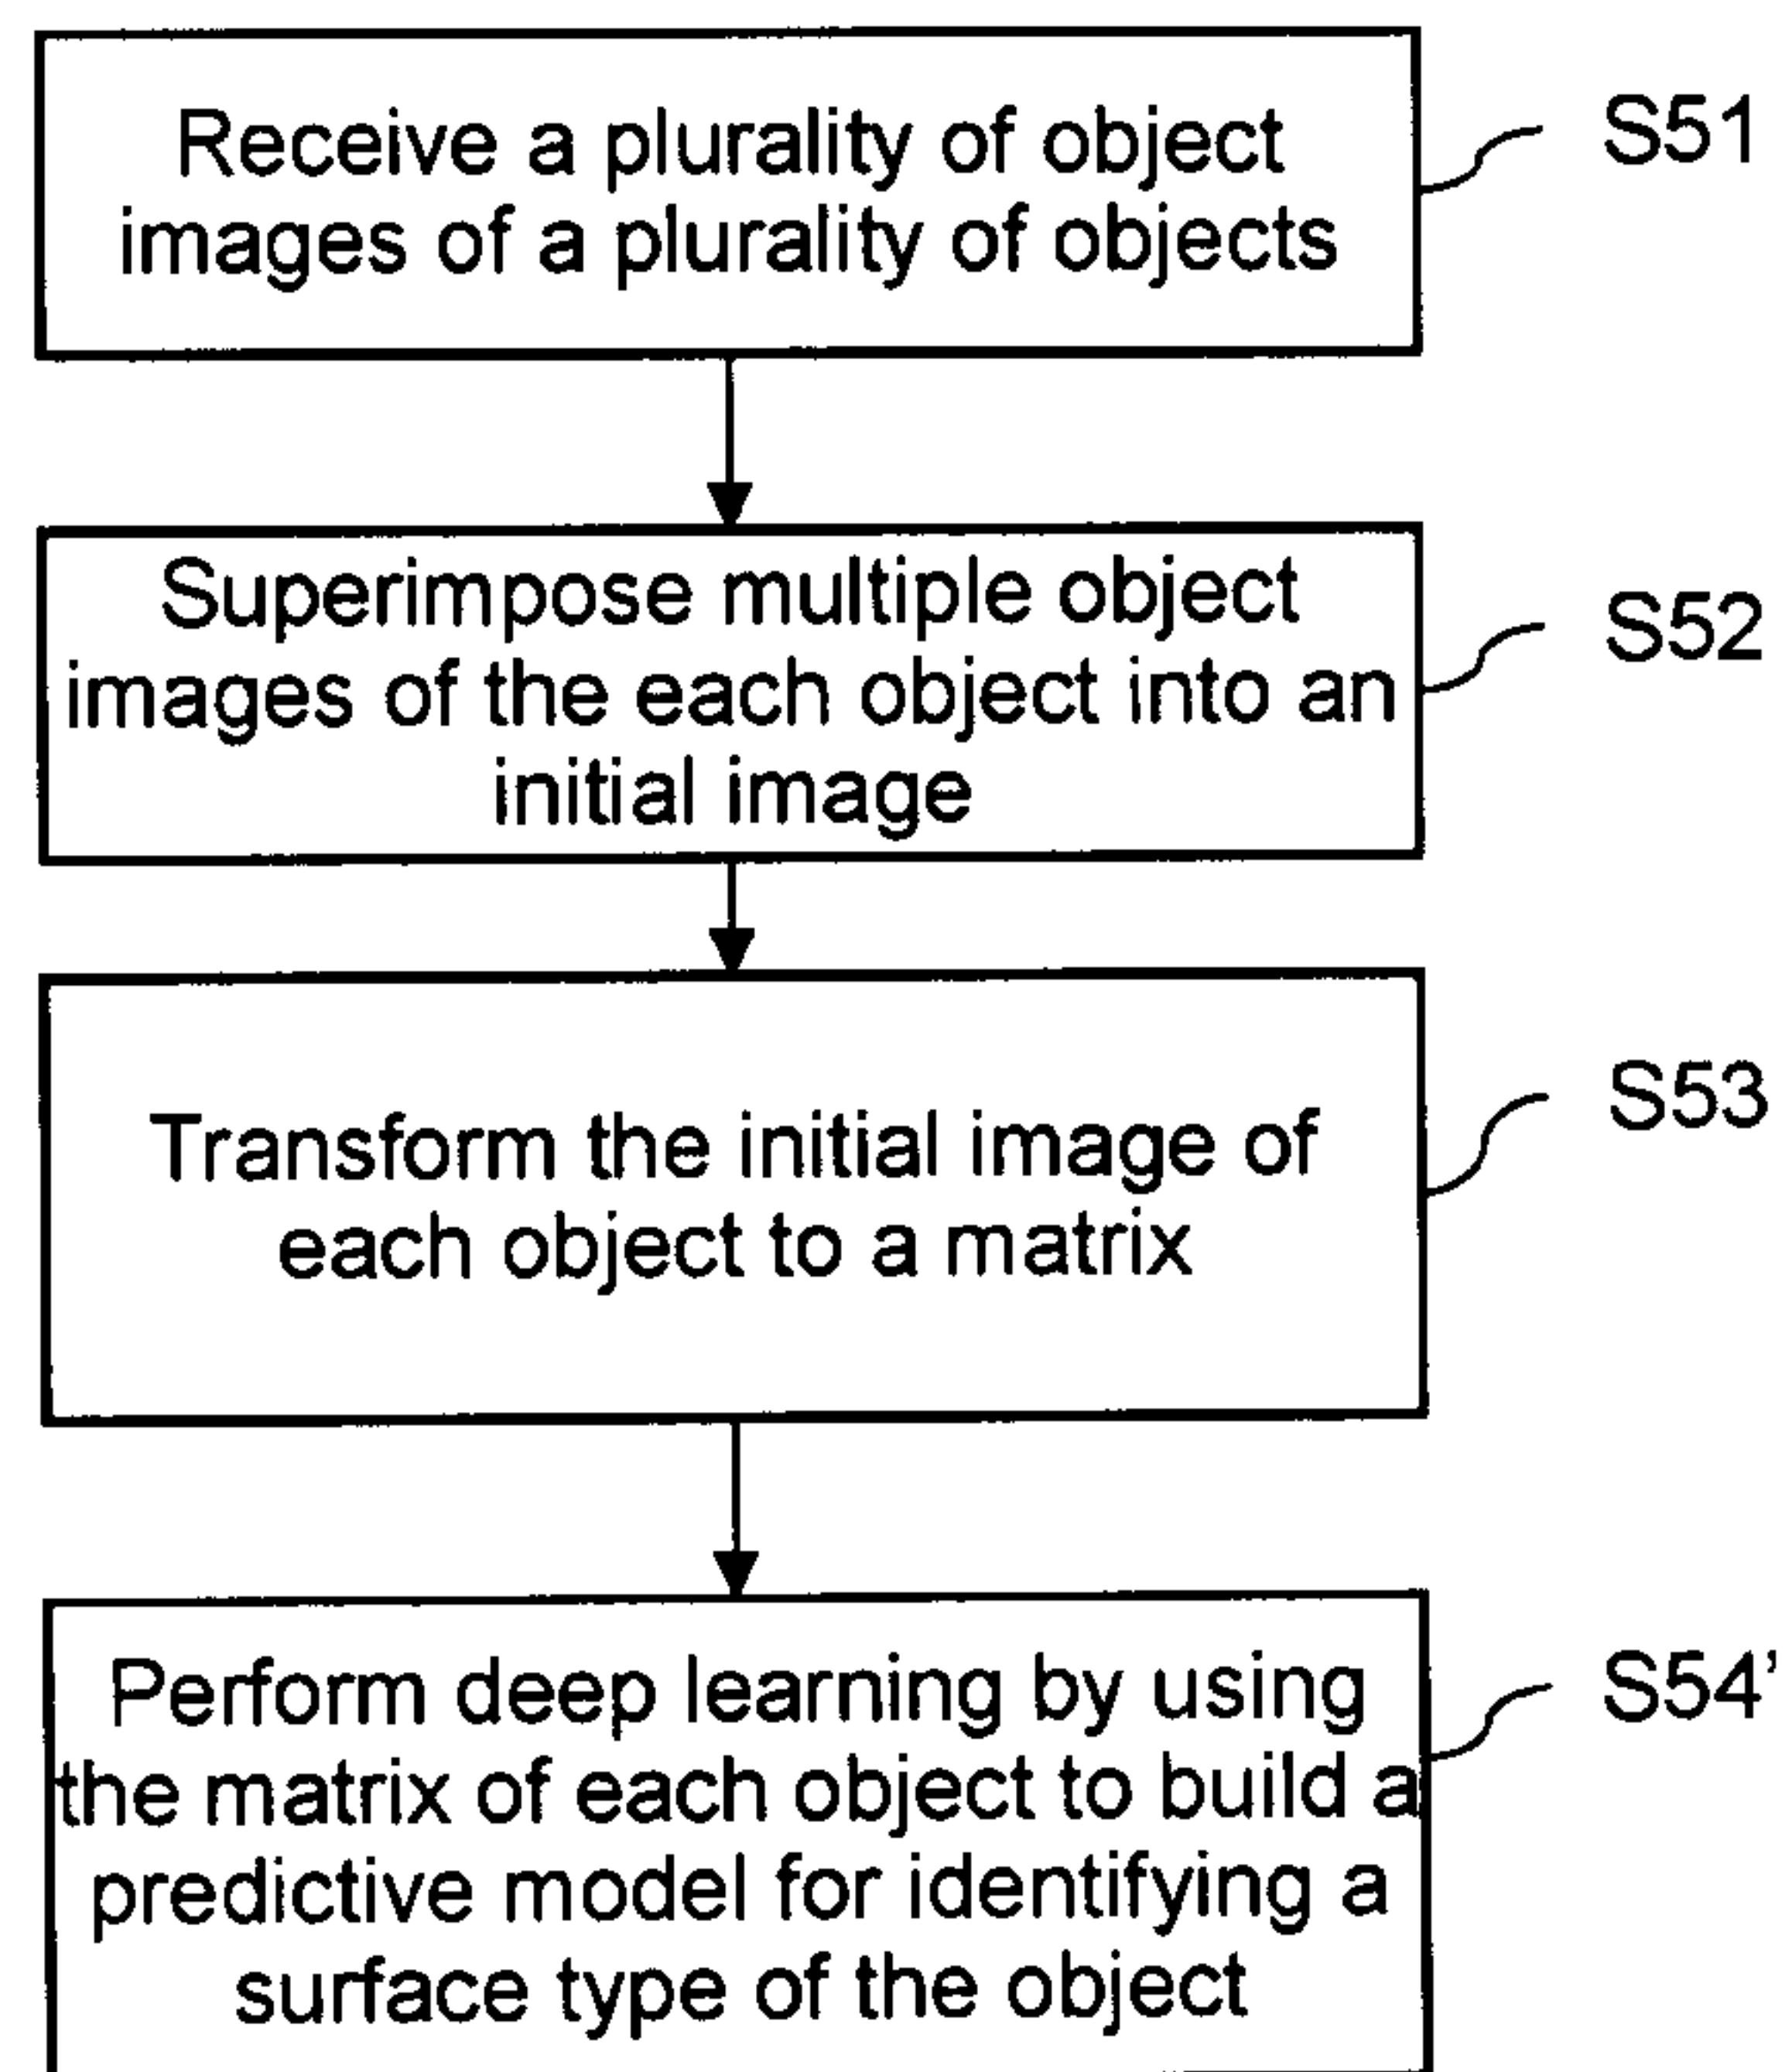 Receive a plurality of object
images of a plurality of objects
S51
Superimpose multiple object
images of the each object into an
initial image
S52
Transform the initial image of
each object to a matrix
S53
Perform deep learning by using
the matrix of each object to build a
predictive model for identifying a
surface type of the object
S54'